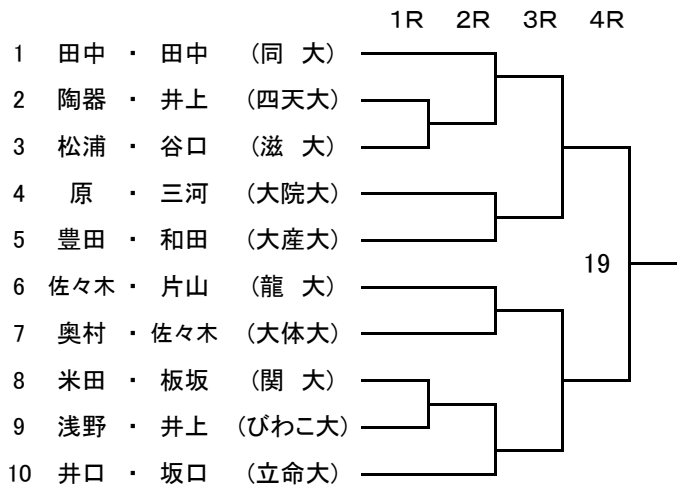 1R 2R 3R 4R
1 田中 ・ 田中 (同 大)
2 陶器 ・ 井上 (四天大)
3 松浦 ・ 谷口 (滋 大)
4 原 ・ 三河 (大院大)
5 豊田 ・ 和田 (大産大)
19
6 佐々木 ・ 片山 (龍 大)
7 奥村 ・ 佐々木 (大体大)
8 米田 ・ 板坂 (関 大)
9 浅野 ・ 井上 (びわこ大)
10 井口 ・ 坂口 (立命大)